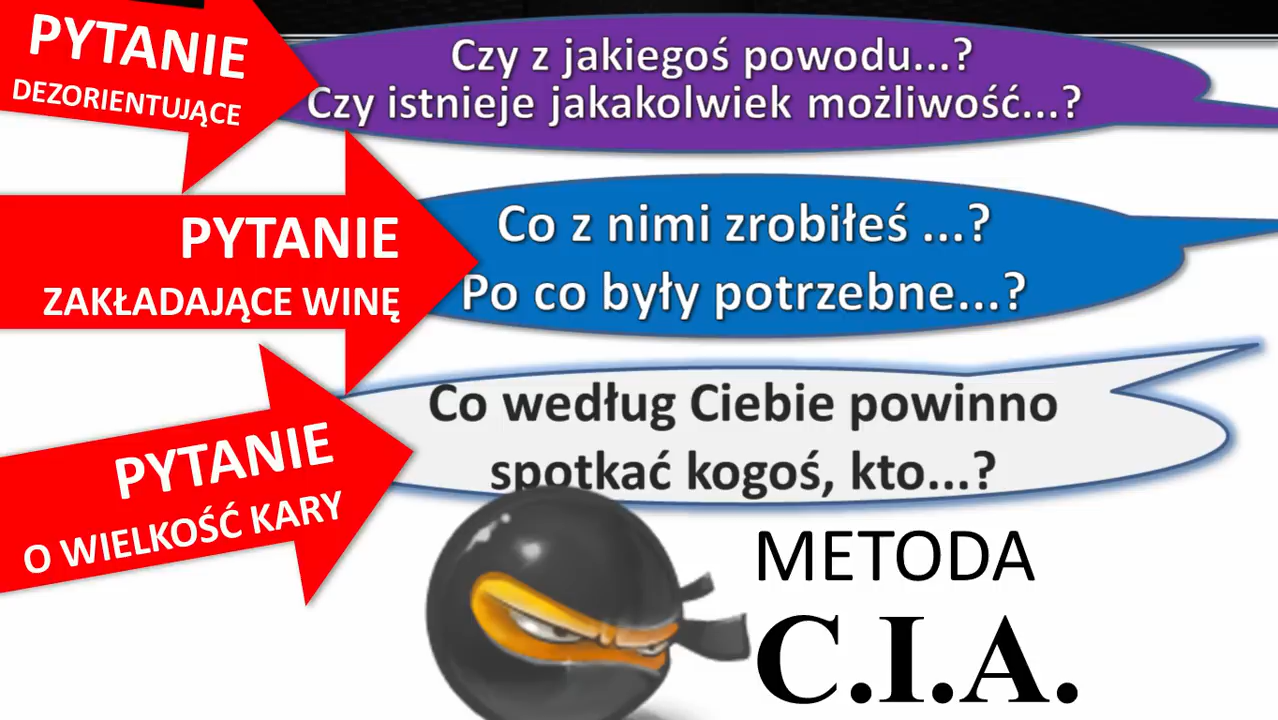 PYTANIE
DEZORIENTUJĄCE
Czy z jakiegoś powodu...?
Czy istnieje jakakolwiek możliwość...?
PYTANIE
ZAKŁADAJĄCE WINĘ
Co z nimi zrobiłeś ...?
Po co były potrzebne...?
PYTANIE
O WIELKOŚĆ KARY
Co według Ciebie powinno
spotkać kogoś, kto...?
METODA
C.I.A.